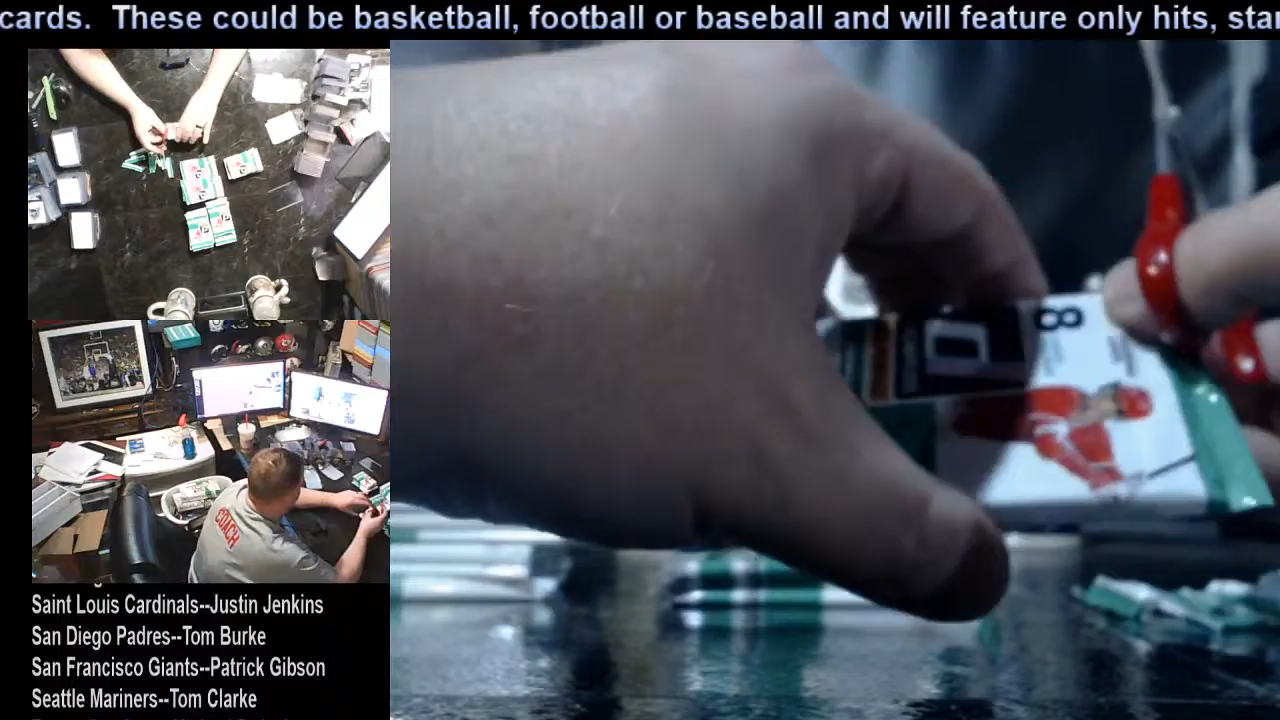 cards. These could be basketball, football or baseball and will feature only hits, star
8
COACH
Saint Louis Cardinals--Justin Jenkins
San Diego Padres--Tom Burke
San Francisco Giants--Patrick Gibson
Seattle Mariners--Tom Clarke